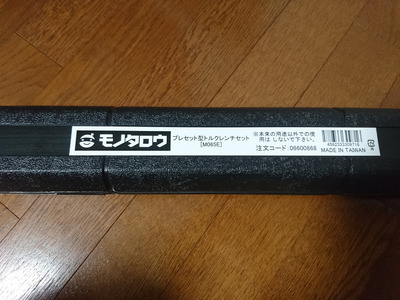 モノタロウ
プレセット型トルクレンチセット
[M065E]
※本来の用途以外での使
用は しないで下さい。
注文コード：06600868
MADE IN TAIWAN